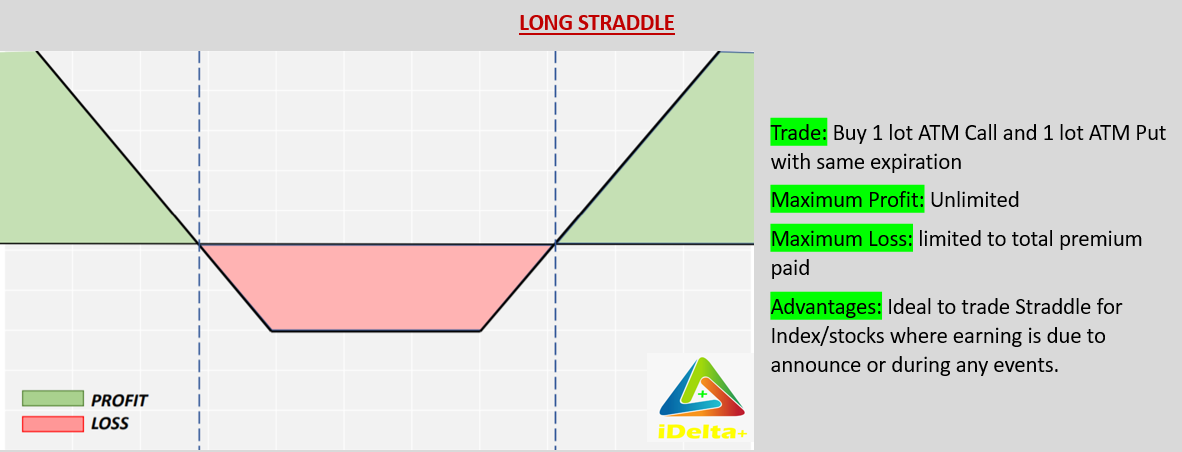 LONG STRADDLE
Trade: Buy 1 lot ATM Call and 1 lot ATM Put
with same expiration
Maximum Profit: Unlimited
Maximum Loss: limited to total premium
paid
Advantages: Ideal to trade Straddle for
Index/stocks where earning is due to
announce or during any events.
PROFIT
LOSS
iDelta+